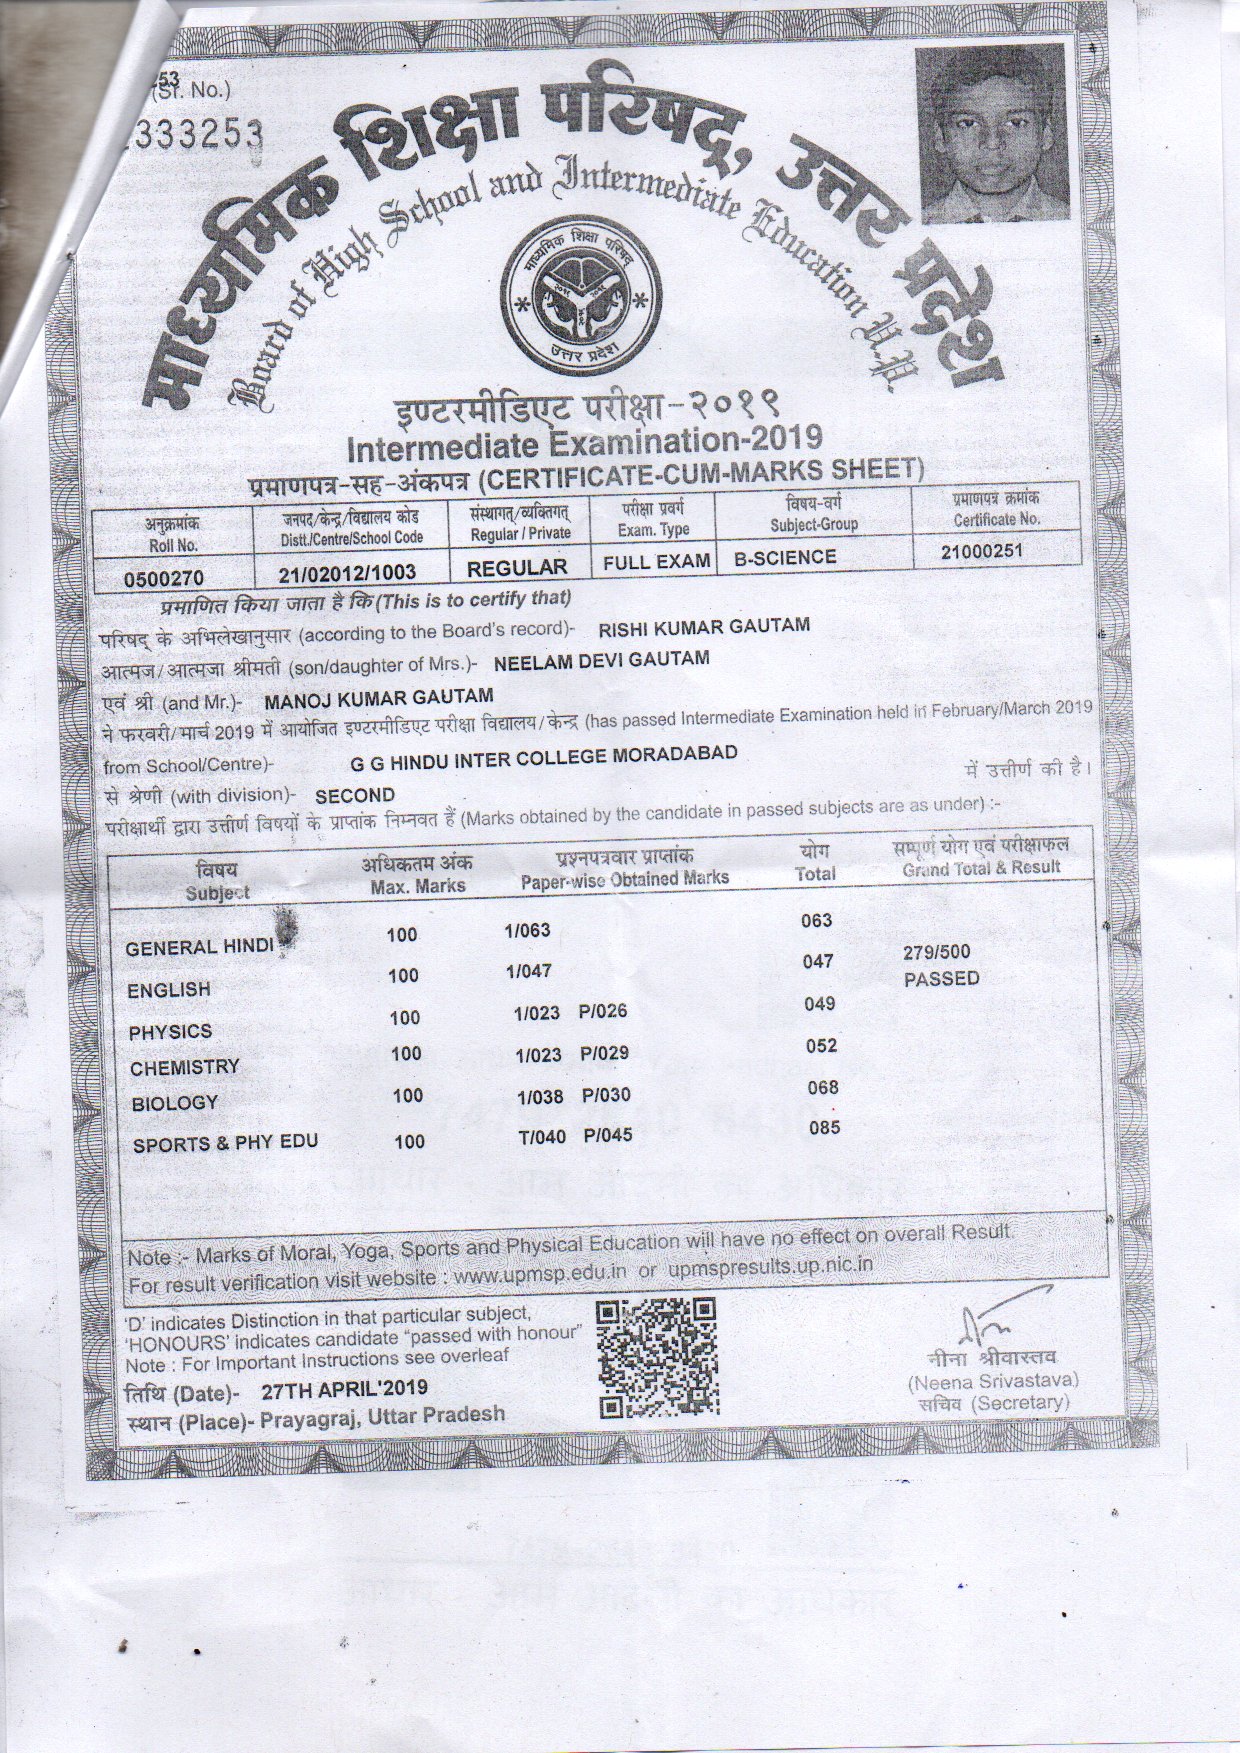 53
(Sr. No.)
333253
माध्यमिक शिक्षा परिषद्, उत्तर प्रदेश
Board of High School and Intermediate Education U.P.
माध्यमिक शिक्षा परिषद्
उत्तर प्रदेश
इण्टरमीडिएट परीक्षा-२०१९
Intermediate Examination-2019
प्रमाणपत्र-सह-अंकपत्र (CERTIFICATE-CUM-MARKS SHEET)
अनुक्रमांक जनपद/केन्द्र/विद्यालय कोड संस्थागत्/व्यक्तिगत् परीक्षा प्रवर्ग विषय-वर्ग प्रमाणपत्र क्रमांक
Roll No. Distt./Centre/School Code Regular / Private Exam. Type Subject-Group Certificate No.
0500270 21/02012/1003 REGULAR FULL EXAM B-SCIENCE 21000251
प्रमाणित किया जाता है कि (This is to certify that)
परिषद् के अभिलेखानुसार (according to the Board's record)- RISHI KUMAR GAUTAM
आत्मज/आत्मजा श्रीमती (son/daughter of Mrs.)- NEELAM DEVI GAUTAM
एवं श्री (and Mr.)- MANOJ KUMAR GAUTAM
ने फरवरी/मार्च 2019 में आयोजित इण्टरमीडिएट परीक्षा विद्यालय/केन्द्र (has passed Intermediate Examination held in February/March 2019
from School/Centre)- G G HINDU INTER COLLEGE MORADABAD
से श्रेणी (with division)- SECOND में उत्तीर्ण की है।
परीक्षार्थी द्वारा उत्तीर्ण विषयों के प्राप्तांक निम्नवत हैं (Marks obtained by the candidate in passed subjects are as under) :-
विषय अधिकतम अंक प्रश्नपत्रवार प्राप्तांक योग सम्पूर्ण योग एवं परीक्षाफल
Subject Max. Marks Paper-wise Obtained Marks Total Grand Total & Result
GENERAL HINDI 100 1/063 063
ENGLISH 100 1/047 047 279/500
PASSED
PHYSICS 100 1/023 P/026 049
CHEMISTRY 100 1/023 P/029 052
BIOLOGY 100 1/038 P/030 068
SPORTS & PHY EDU 100 T/040 P/045 085
Note :- Marks of Moral, Yoga, Sports and Physical Education will have no effect on overall Result.
For result verification visit website : www.upmsp.edu.in or upmspresults.up.nic.in
'D' indicates Distinction in that particular subject,
'HONOURS' indicates candidate "passed with honour"
Note : For Important Instructions see overleaf
तिथि (Date)- 27TH APRIL'2019
स्थान (Place)- Prayagraj, Uttar Pradesh
नीना श्रीवास्तव
(Neena Srivastava)
सचिव (Secretary)